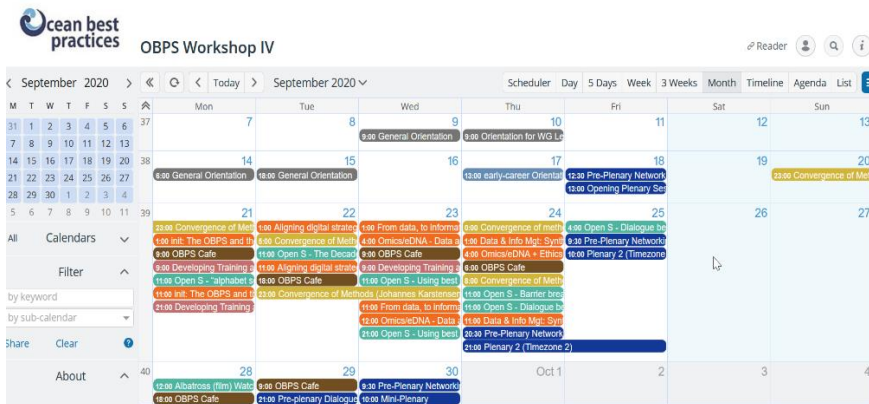 Ocean best
practices
OBPS Workshop IV
Reader
September 2020
Today
September 2020
Scheduler Day 5 Days Week 3 Weeks Month Timeline Agenda List
M T W T F S S
31 1 2 3 4 5 6
7 8 9 10 11 12 13
14 15 16 17 18 19 20
21 22 23 24 25 26 27
28 29 30 1 2 3 4
5 6 7 8 9 10 11
All Calendars
Filter
by keyword
by sub-calendar
Share Clear
About
Mon Tue Wed Thu Fri Sat Sun
37 7 8 9 10 11 12 13
9:00 General Orientation
9:00 Orientation for WG Le
38 14 15 16 17 18 19 20
6:00 General Orientation
18:00 General Orientation
13:00 early-career Orientat
12:30 Pre-Plenary Network
13:00 Opening Plenary Ses
23:00 Convergence of Met
39 21 22 23 24 25 26 27
23:00 Convergence of Meth
1:00 init: The OBPS and th
9:00 OBPS Cafe
9:00 Developing Training a
11:00 Open S - "alphabet s
11:00 init: The OBPS and t
21:00 Developing Training
1:00 Aligning digital strateg
Convergence of Meth
11:00 Open S - The Decad
11:00 Aligning digital strate
18:00 OBPS Cafe
23:00 Convergence of Methods (Johannes Karstensen
1:00 From data, to Informat
4:00 Omics/eDNA - Data a
9:00 OBPS Cafe
9:00 Developing Training a
11:00 Open S - Using best
11:00 From data, to Informa
12:00 Omics/eDNA - Data
21:00 Open S - Using best
Convergence of meth
1:00 Data & Info Mgt: Synt
4:00 Omics/eDNA + Ethics
OBPS Cafe
Convergence of Meth
11:00 Open S - Barrier brea
11:00 Open S - Dialogue be
11:00 Data & Info Mgt: Syn
20:30 Pre-Plenary Network
21:00 Plenary 2 (Timezone 2)
4:00 Open S - Dialogue be
9:30 Pre-Plenary Networki
10:00 Plenary 2 (Timezone
40 28 29 30 Oct 1 2 3 4
12:00 Albatross (film) Watc
18:00 OBPS Cafe
9:00 OBPS Cafe
21:00 Pre-plenary Dialogue
9:30 Pre-Plenary Networki
10:00 Mini-Plenary